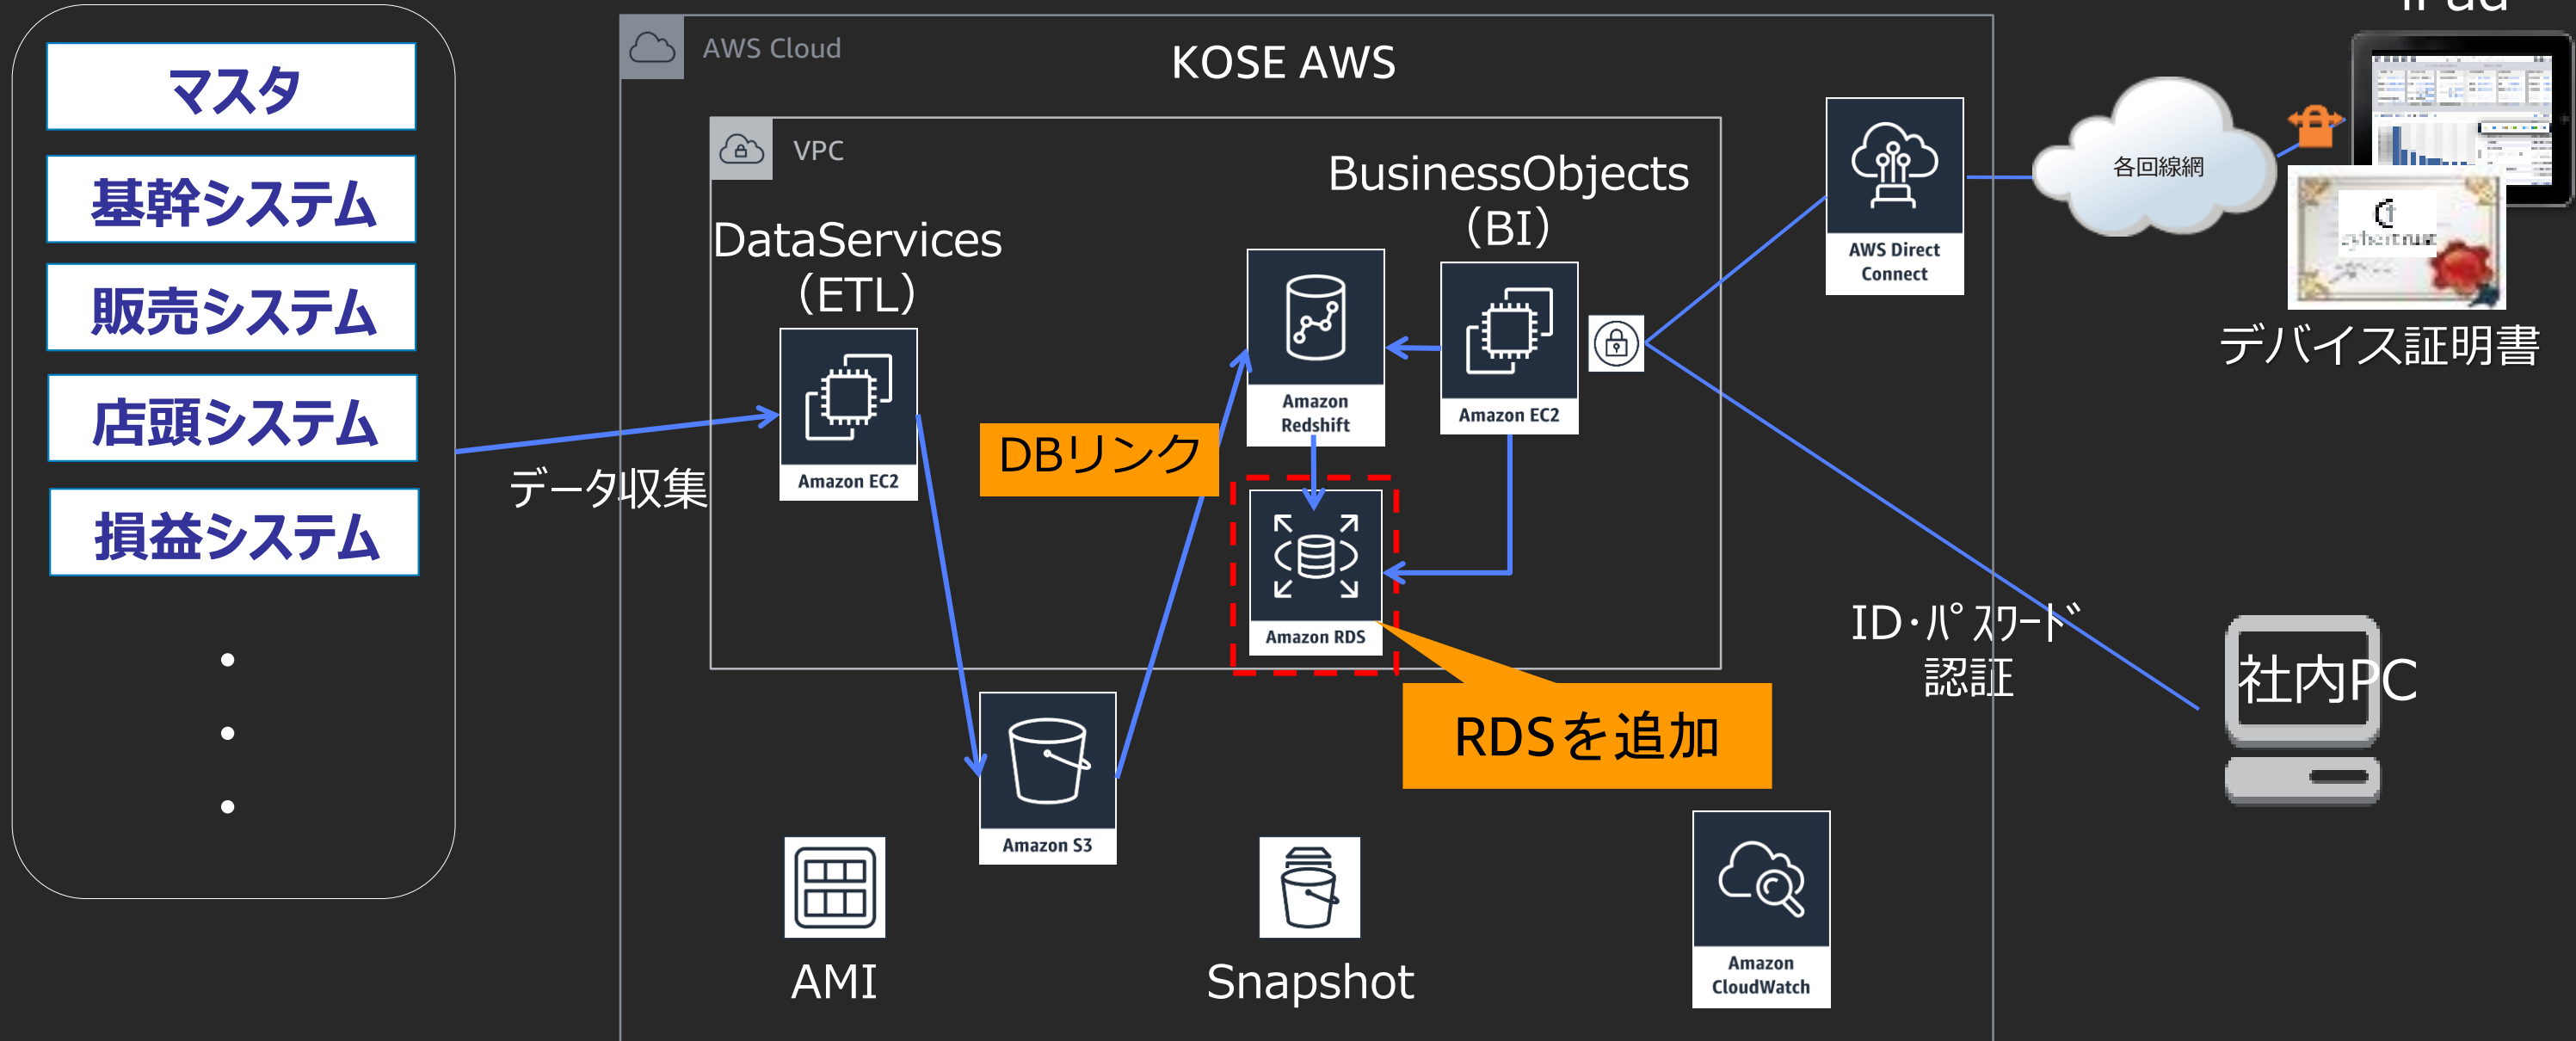 マスタ
基幹システム
販売システム
店頭システム
損益システム
データ収集
AWS Cloud
KOSE AWS
VPC
DataServices
（ETL）
Amazon EC2
DBリンク
Amazon
Redshift
BusinessObjects
（BI）
Amazon EC2
Amazon RDS
RDSを追加
Amazon S3
AMI
Snapshot
Amazon
CloudWatch
AWS Direct
Connect
各回線網
iPad
デバイス証明書
ID・ﾊﾟｽﾜｰﾄﾞ
認証
社内PC